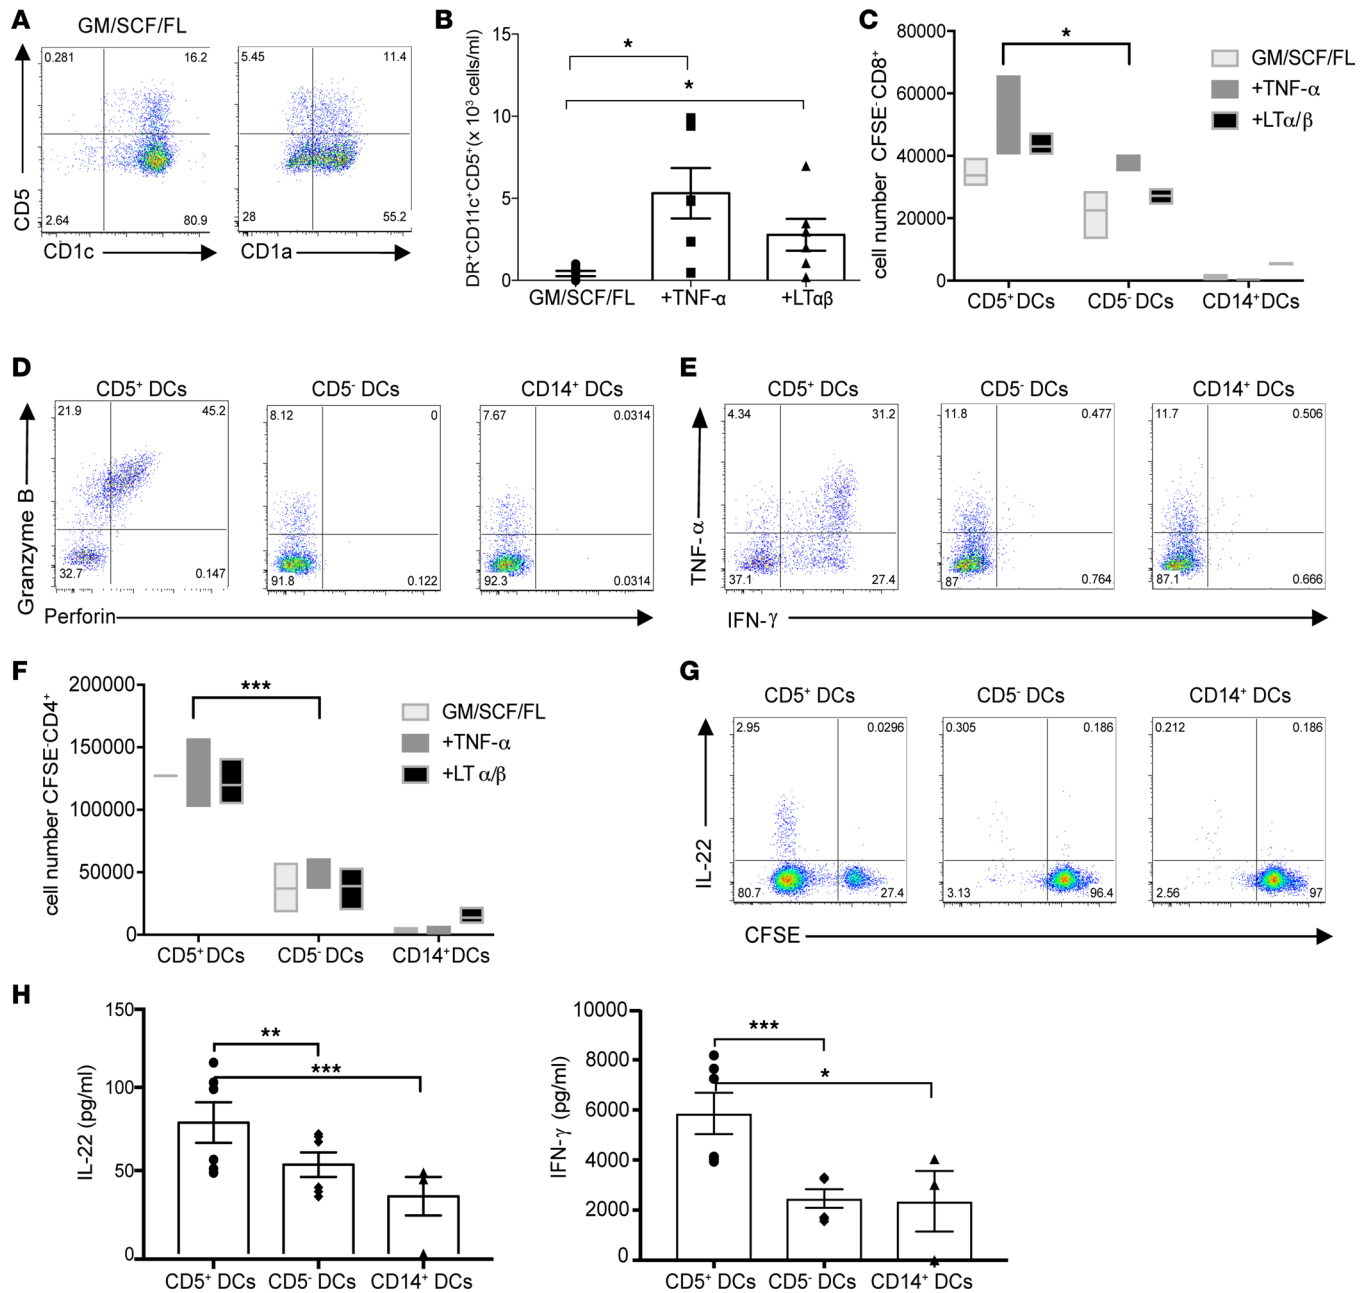 A
GM/SCF/FL
0.281 16.2
2.64 80.9
5.45 11.4
28 55.2
CD5
CD1c
CD1a
B
DR+CD11c+CD5+(x 10³ cells/ml)
15
10
5
0
*
*
GM/SCF/FL +TNF-α +LTαβ
C
cell number CFSE- CD8+
80000
60000
40000
20000
0
*
GM/SCF/FL
+TNF-α
+LTα/β
CD5+DCs CD5- DCs CD14+DCs
D
CD5+ DCs CD5- DCs CD14+ DCs
21.9 45.2
32.7 0.147
8.12 0
91.8 0.122
7.67 0.0314
92.3 0.0314
Granzyme B
Perforin
E
CD5+ DCs CD5- DCs CD14+ DCs
4.34 31.2
37.1 27.4
11.8 0.477
87 0.764
11.7 0.506
87.1 0.666
TNF-α
IFN-γ
F
cell number CFSE-CD4+
200000
150000
100000
50000
0
***
GM/SCF/FL
+TNF-α
+LT α/β
CD5+DCs CD5- DCs CD14+DCs
G
CD5+ DCs CD5- DCs CD14+ DCs
2.95 0.0296
80.7 27.4
0.305 0.186
3.13 96.4
0.212 0.186
2.56 97
IL-22
CFSE
H
IL-22 (pg/ml)
150
100
50
0
**
***
CD5+ DCs CD5- DCs CD14+ DCs
IFN-γ (pg/ml)
10000
8000
6000
4000
2000
0
***
*
CD5+ DCs CD5- DCs CD14+ DCs